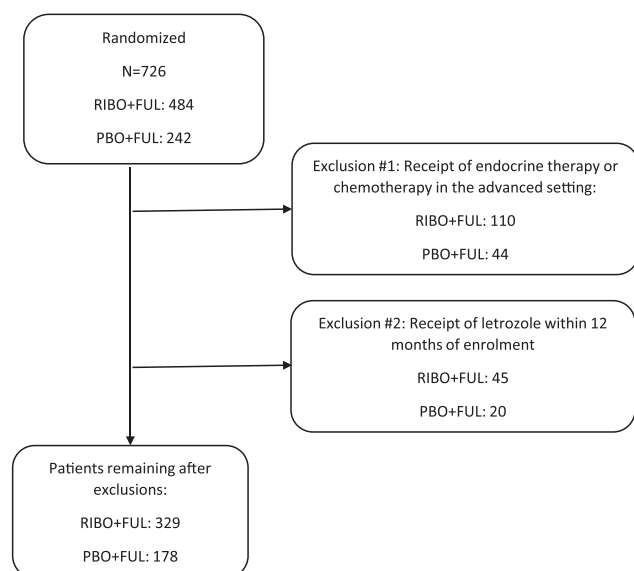 Randomized
N=726
RIBO+FUL: 484
PBO+FUL: 242
Exclusion #1: Receipt of endocrine therapy or
chemotherapy in the advanced setting:
RIBO+FUL: 110
PBO+FUL: 44
Exclusion #2: Receipt of letrozole within 12
months of enrolment
RIBO+FUL: 45
PBO+FUL: 20
Patients remaining after
exclusions:
RIBO+FUL: 329
PBO+FUL: 178